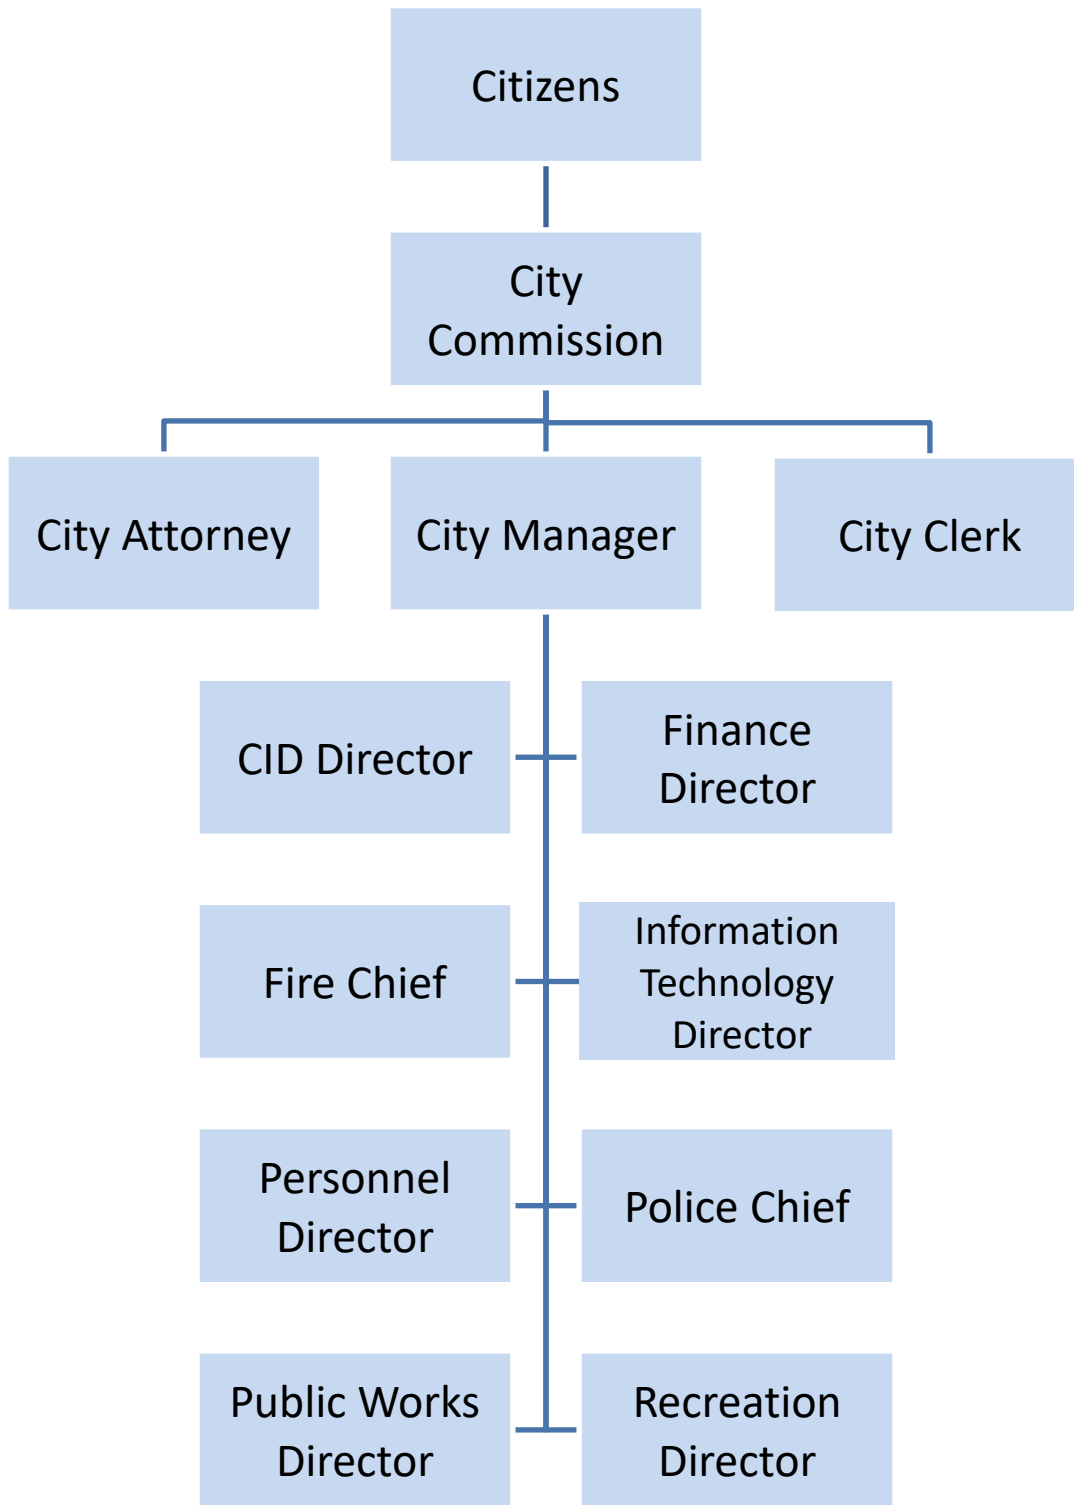 Citizens
City
Commission
City Attorney
City Manager
City Clerk
CID Director
Finance
Director
Fire Chief
Information
Technology
Director
Personnel
Director
Police Chief
Public Works
Director
Recreation
Director